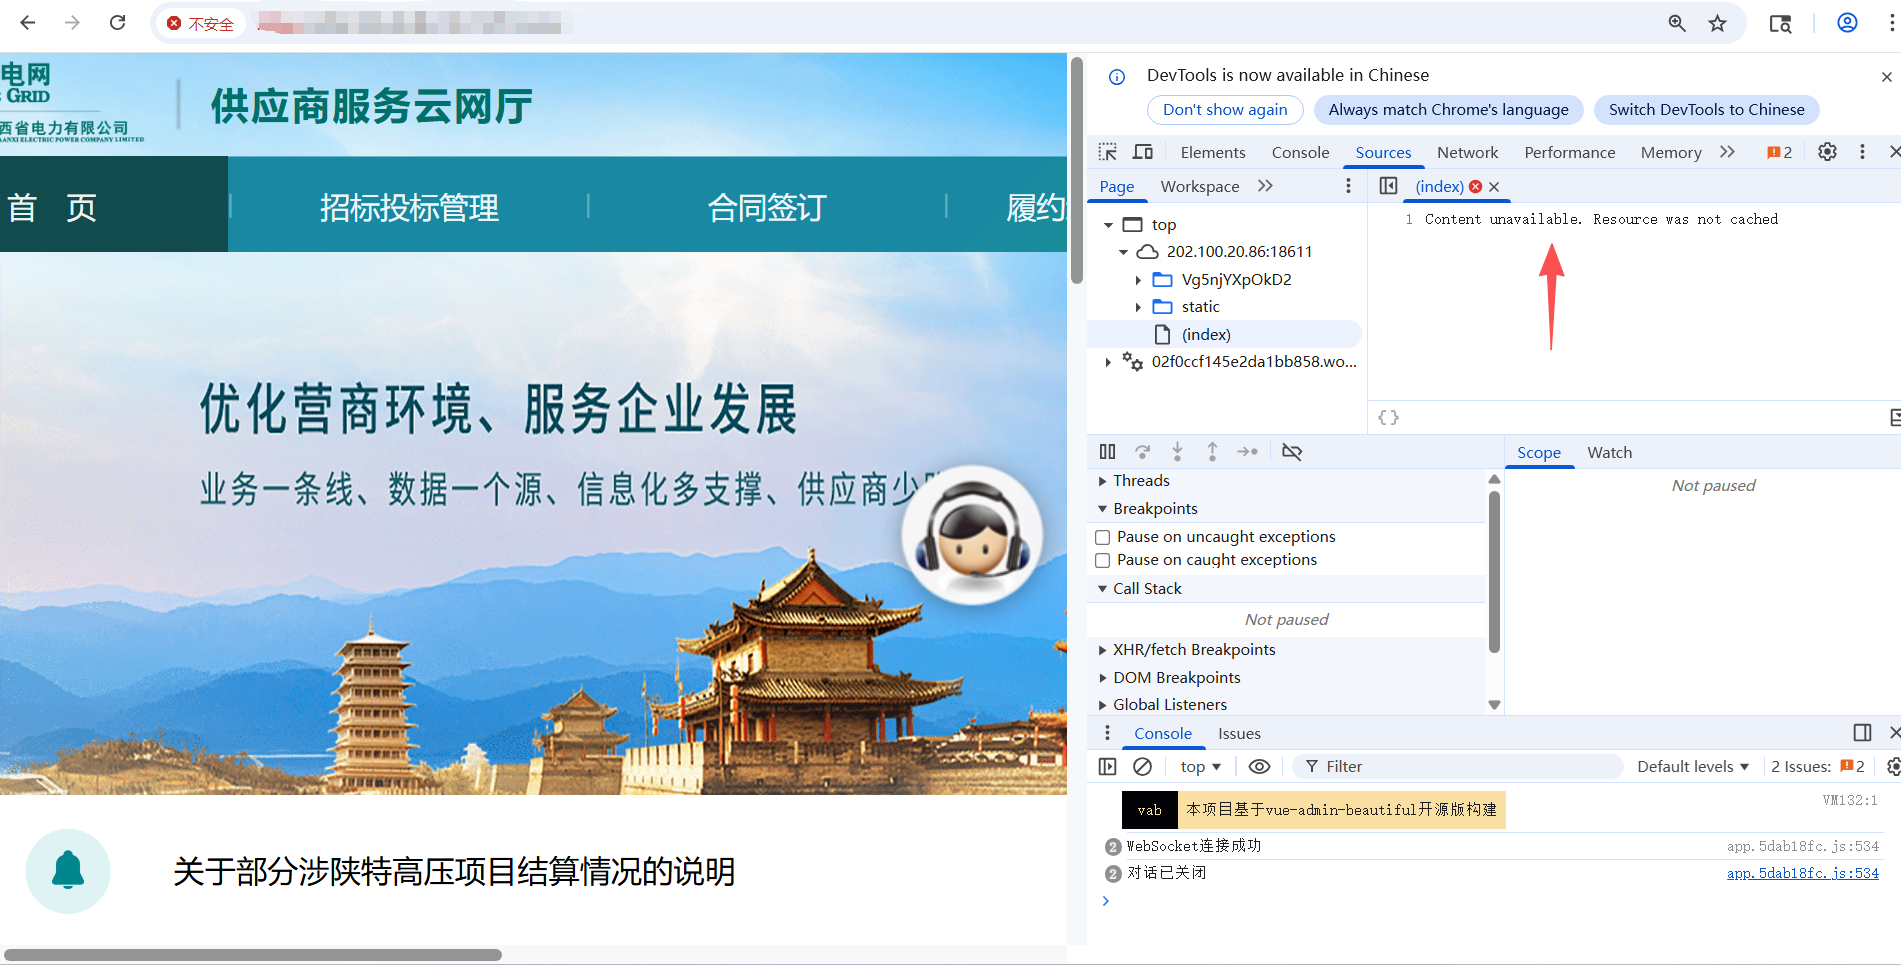 不安全
电网
GRID
供应商服务云网厅
西省电力有限公司
AANXI ELECTRIC POWER COMPANY LIMITED
首 页
招标投标管理
合同签订
履约
优化营商环境、服务企业发展
业务一条线、数据一个源、信息化多支撑、供应商少
关于部分涉陕特高压项目结算情况的说明
DevTools is now available in Chinese
Don't show again
Always match Chrome's language
Switch DevTools to Chinese
Elements
Console
Sources
Network
Performance
Memory
2
Page
Workspace
(index)
top
202.100.20.86:18611
Vg5njYXpOkD2
static
(index)
02f0ccf145e2da1bb858.wo...
1 Content unavailable. Resource was not cached
{}
Threads
Breakpoints
Pause on uncaught exceptions
Pause on caught exceptions
Call Stack
Not paused
XHR/fetch Breakpoints
DOM Breakpoints
Global Listeners
Scope
Watch
Not paused
Console
Issues
top
Filter
Default levels
2 Issues:
2
vab 本项目基于vue-admin-beautiful开源版构建
VM132:1
2 WebSocket连接成功
app.5dab18fc.js:534
2 对话已关闭
app.5dab18fc.js:534